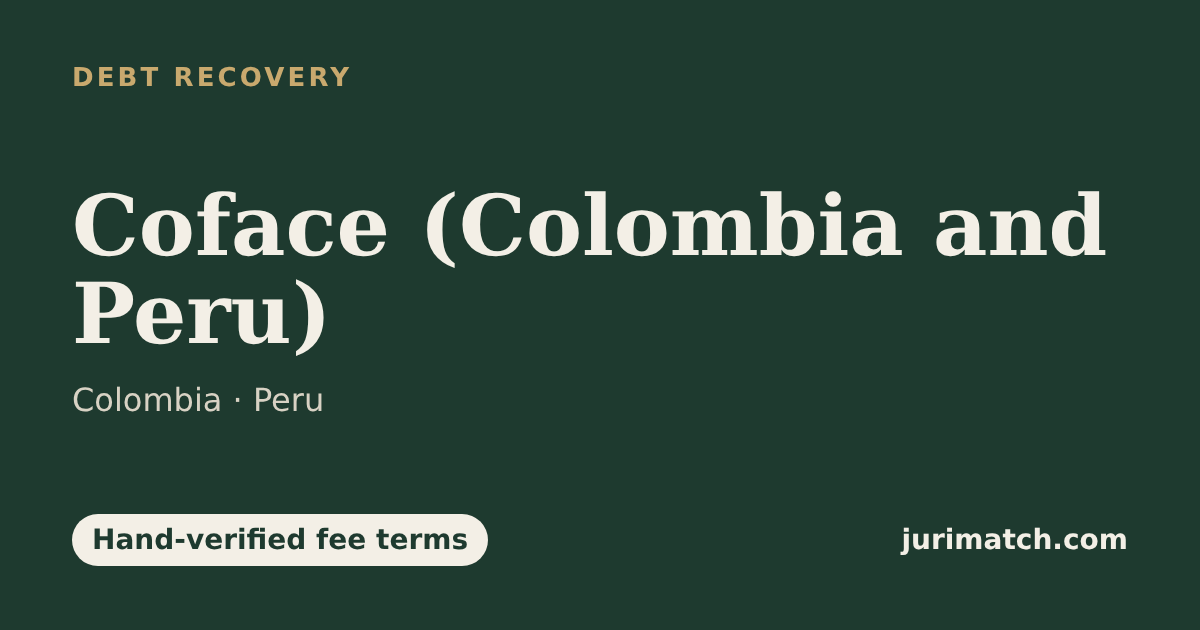 DEBT RECOVERY
Coface (Colombia and
Peru)
Colombia · Peru
Hand-verified fee terms
jurimatch.com